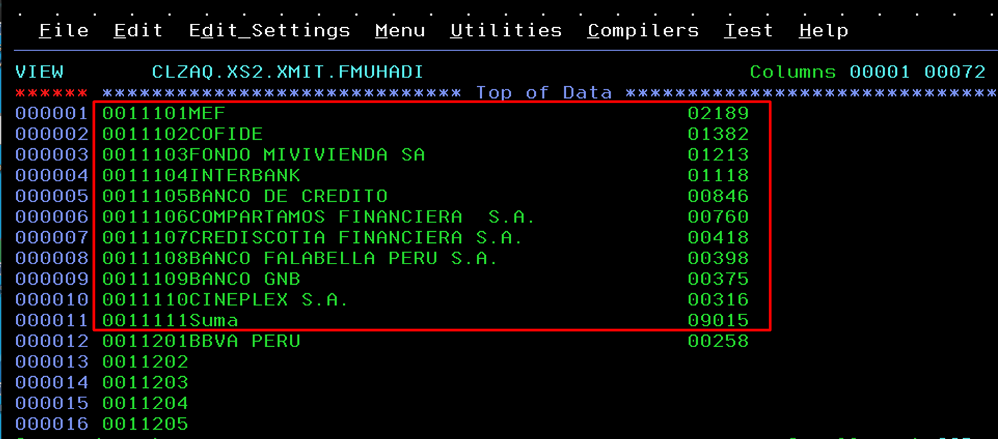 File Edit Edit_Settings Menu Utilities Compilers Test Help
VIEW CLZAQ.XS2.XMIT.FMUHADI Columns 00001 00072
****** ***************************** Top of Data ******************************
000001 0011101MEF 02189
000002 0011102COFIDE 01382
000003 0011103FONDO MIVIVIENDA SA 01213
000004 0011104INTERBANK 01118
000005 0011105BANCO DE CREDITO 00846
000006 0011106COMPARTAMOS FINANCIERA  S.A. 00760
000007 0011107CREDISCOTIA FINANCIERA S.A. 00418
000008 0011108BANCO FALABELLA PERU S.A. 00398
000009 0011109BANCO GNB 00375
000010 0011110CINEPLEX S.A. 00316
000011 0011111Suma 09015
000012 0011201BBVA PERU 00258
000013 0011202
000014 0011203
000015 0011204
000016 0011205